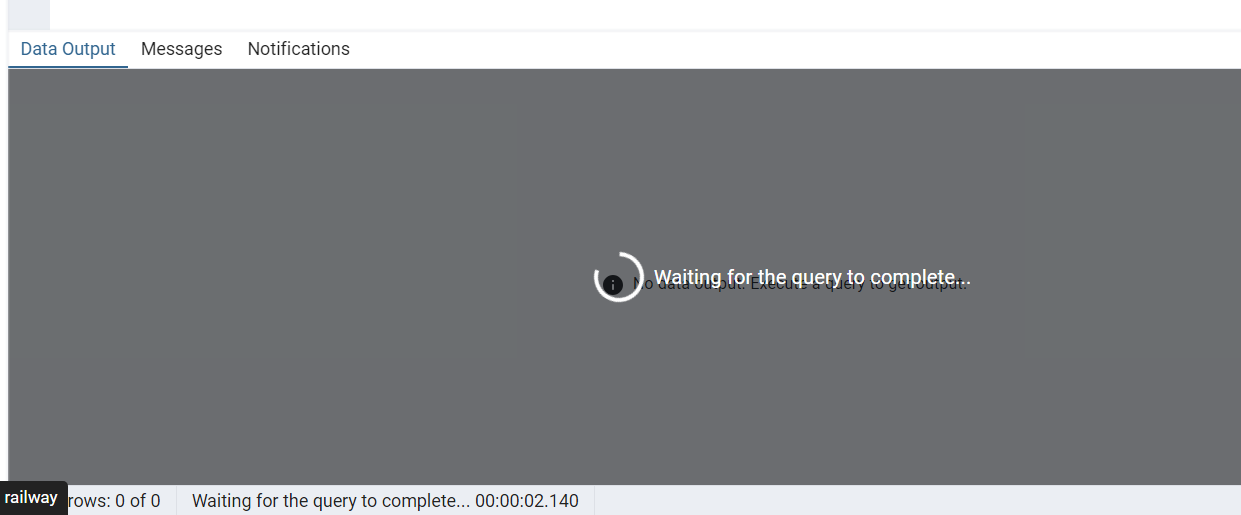 Data Output Messages Notifications
Waiting for the query to complete...
No data output. Execute a query to get output.
railway
rows: 0 of 0 Waiting for the query to complete... 00:00:02.140